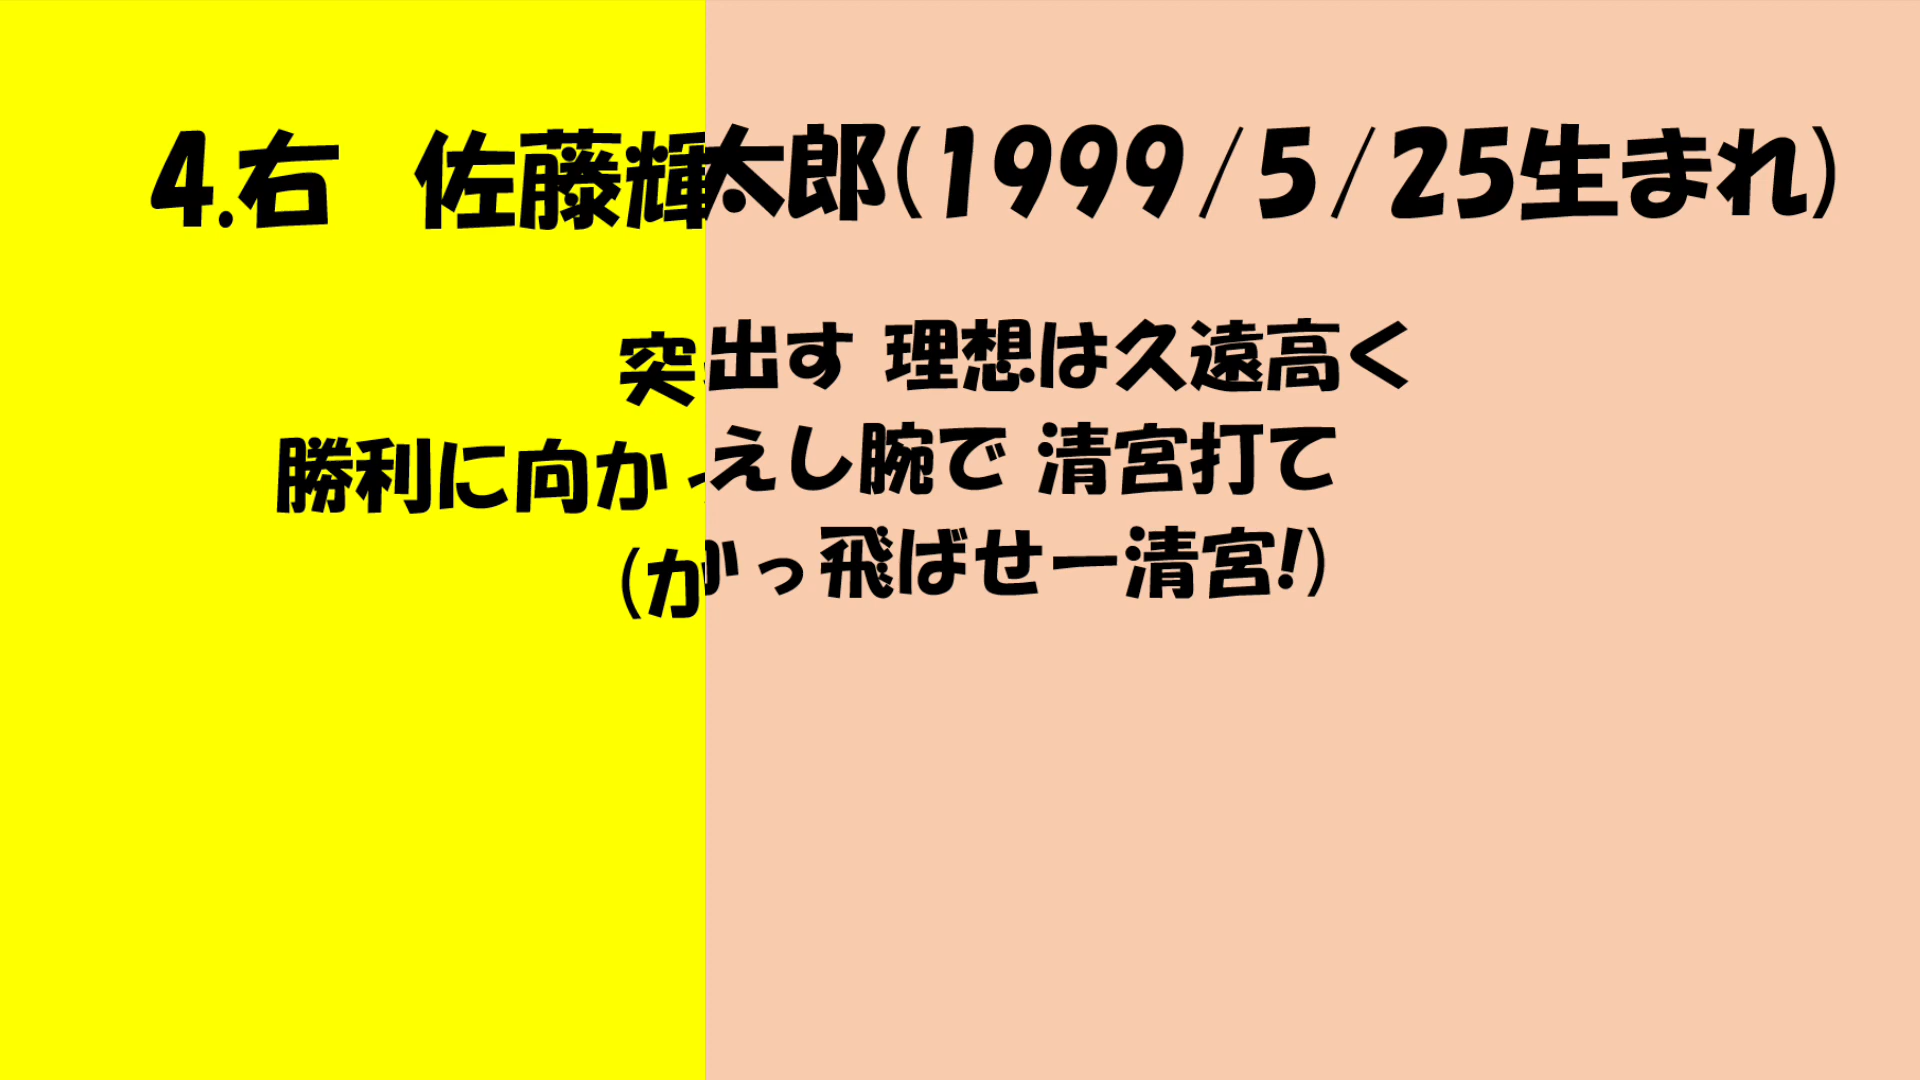 4.右 佐藤輝太郎(1999/5/25生まれ)
突 出す 理想は久遠高く
勝利に向かっ えし腕で 清宮打て
(かっ飛ばせー清宮!)